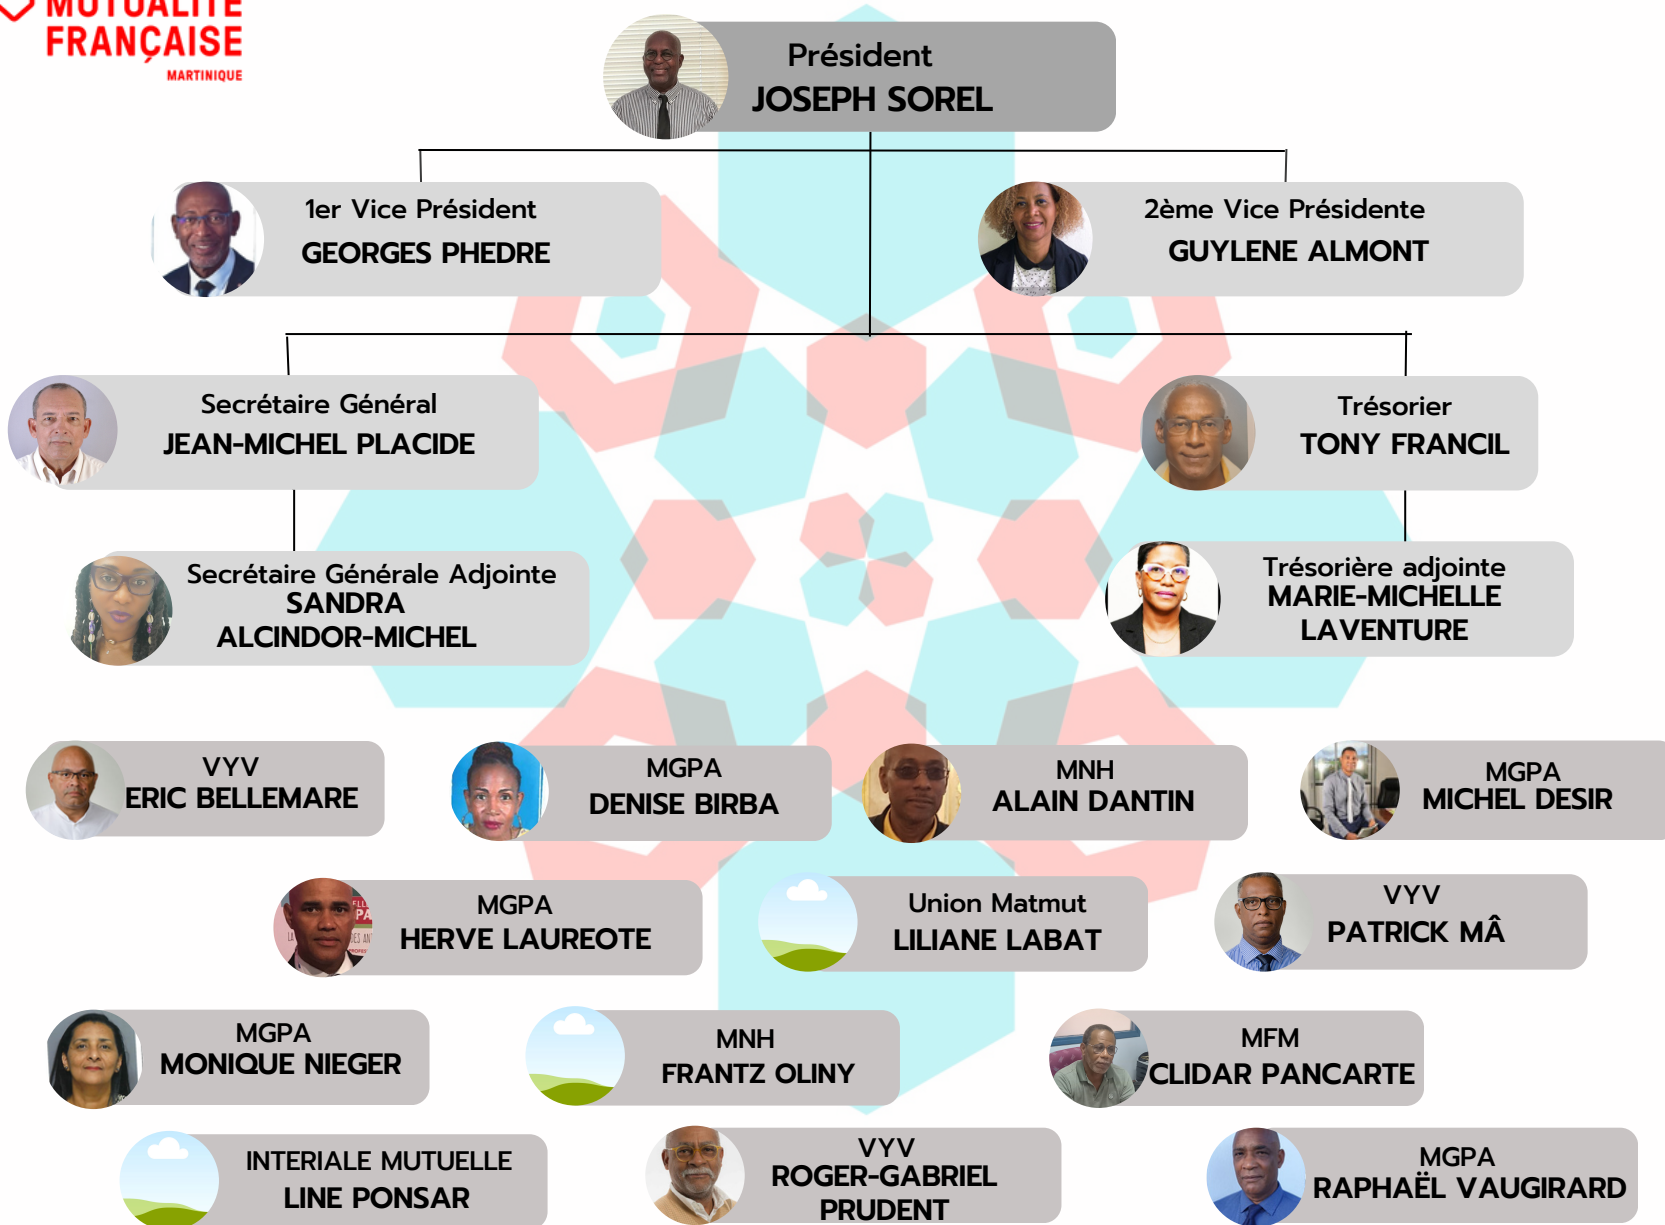 MUTUALITÉ
FRANÇAISE
MARTINIQUE
Président
JOSEPH SOREL
1er Vice Président
GEORGES PHEDRE
2ème Vice Présidente
GUYLENE ALMONT
Secrétaire Général
JEAN-MICHEL PLACIDE
Trésorier
TONY FRANCIL
Secrétaire Générale Adjointe
SANDRA
ALCINDOR-MICHEL
Trésorière adjointe
MARIE-MICHELLE
LAVENTURE
VYV
ERIC BELLEMARE
MGPA
DENISE BIRBA
MNH
ALAIN DANTIN
MGPA
MICHEL DESIR
MGPA
HERVE LAUREOTE
Union Matmut
LILIANE LABAT
VYV
PATRICK MÂ
MGPA
MONIQUE NIEGER
MNH
FRANTZ OLINY
MFM
CLIDAR PANCARTE
INTERIALE MUTUELLE
LINE PONSAR
VYV
ROGER-GABRIEL
PRUDENT
MGPA
RAPHAËL VAUGIRARD